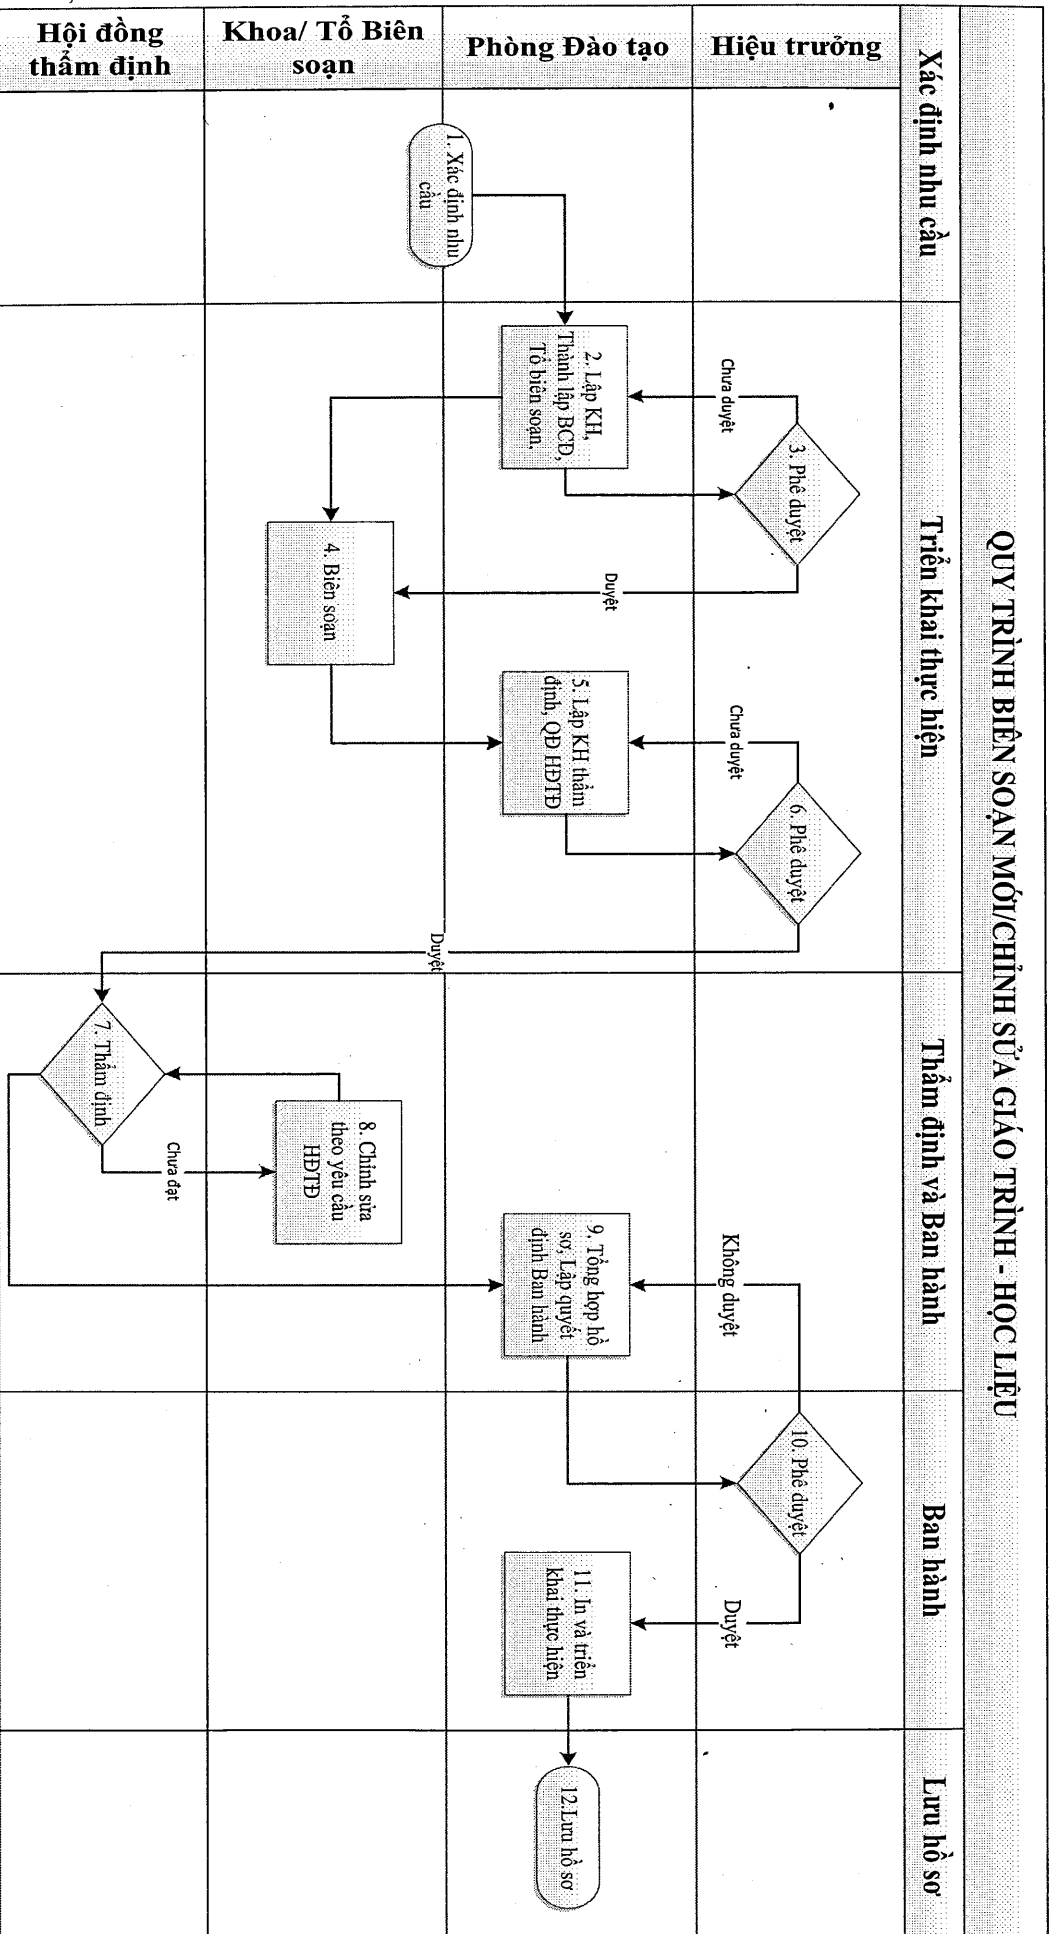 QUY TRÌNH BIÊN SOẠN MỚI/CHỈNH SỬA GIÁO TRÌNH - HỌC LIỆU
Xác định nhu cầu
Triển khai thực hiện
Thẩm định và Ban hành
Ban hành
Lưu hồ sơ
Hiệu trưởng
Phòng Đào tạo
Khoa/ Tổ Biên
soạn
Hội đồng
thẩm định
1. Xác định nhu
cầu
2. Lập KH,
Thành lập BCĐ,
Tổ biên soạn,
Chưa duyệt
3. Phê duyệt
Duyệt
4. Biên soạn
5. Lập KH thẩm
định, QĐ HĐTĐ
Chưa duyệt
6. Phê duyệt
Duyệt
7. Thẩm định
Chưa đạt
8. Chỉnh sửa
theo yêu cầu
HĐTĐ
9. Tổng hợp hồ
sơ, Lập quyết
định Ban hành
Không duyệt
10. Phê duyệt
Duyệt
11. In và triển
khai thực hiện
12.Lưu hồ sơ